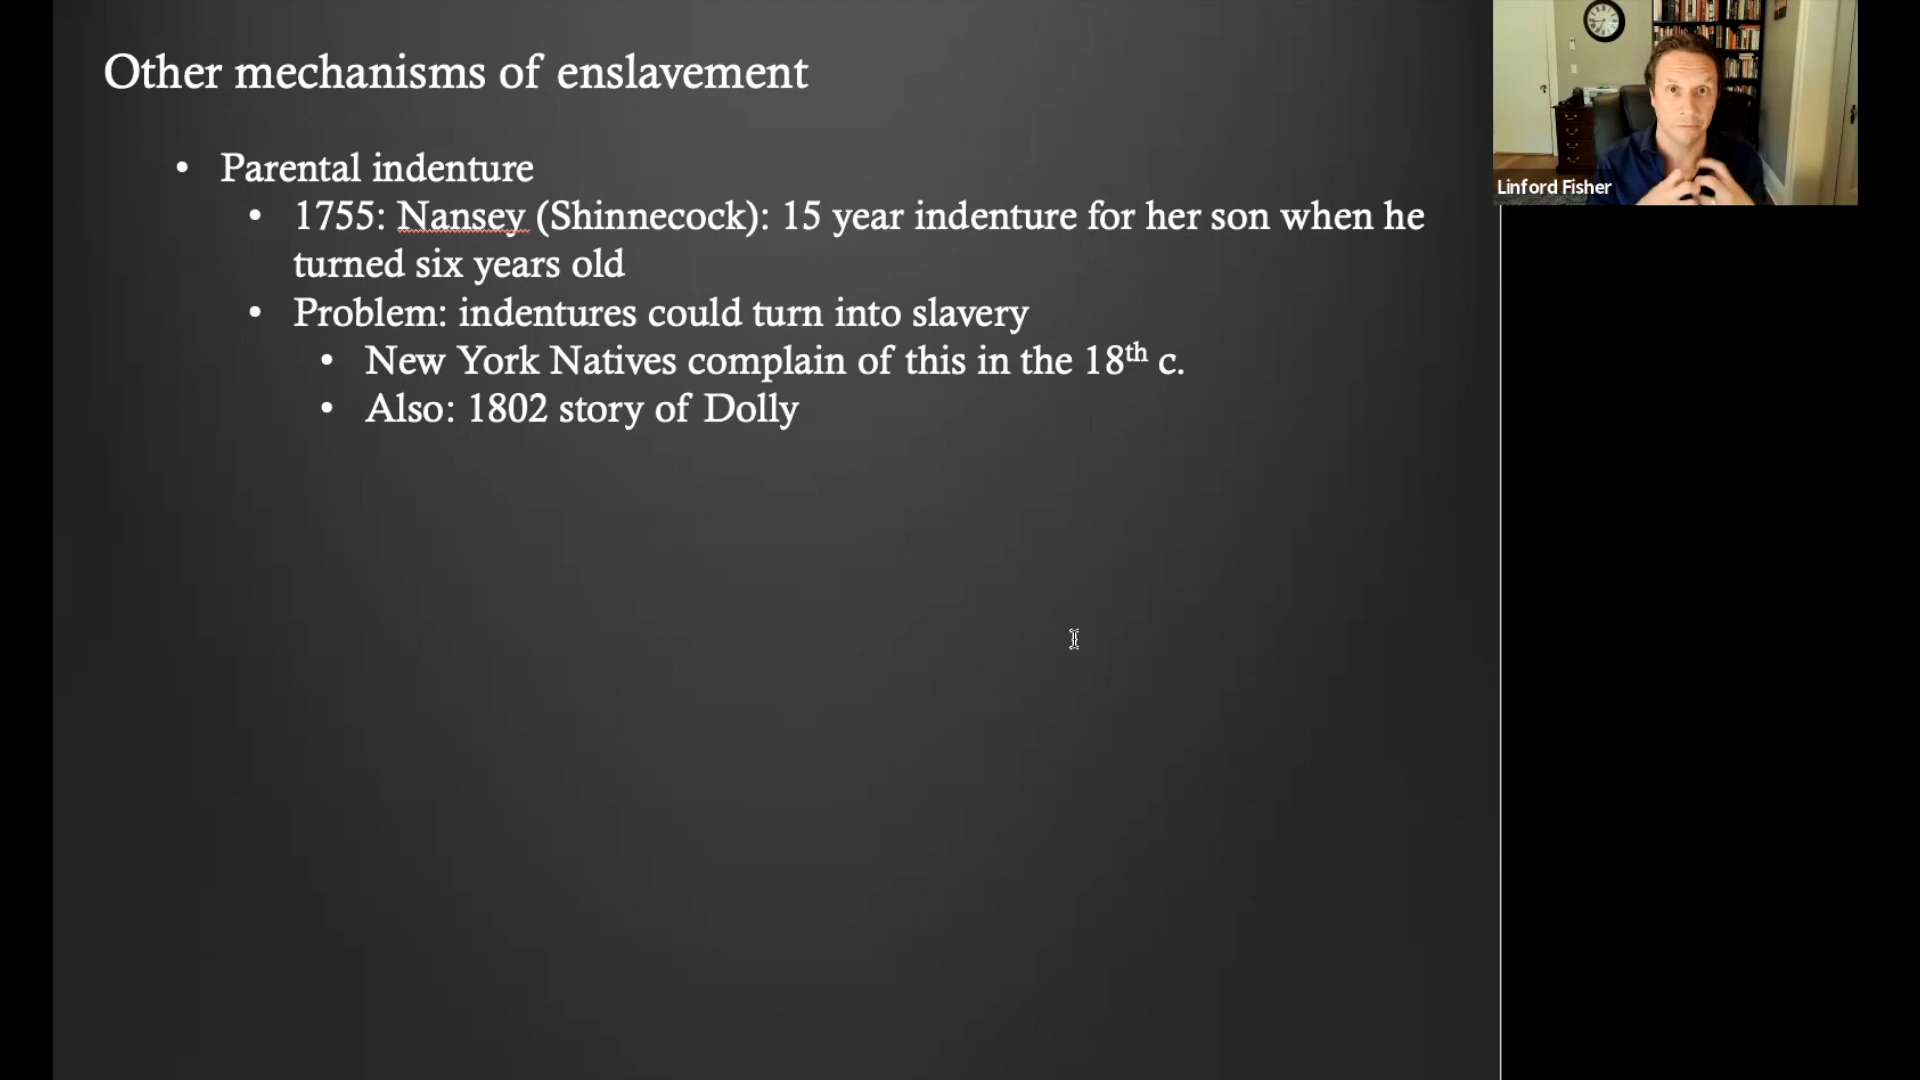 Other mechanisms of enslavement
• Parental indenture
• 1755: Nansey (Shinnecock): 15 year indenture for her son when he
turned six years old
• Problem: indentures could turn into slavery
• New York Natives complain of this in the 18th c.
• Also: 1802 story of Dolly
Linford Fisher